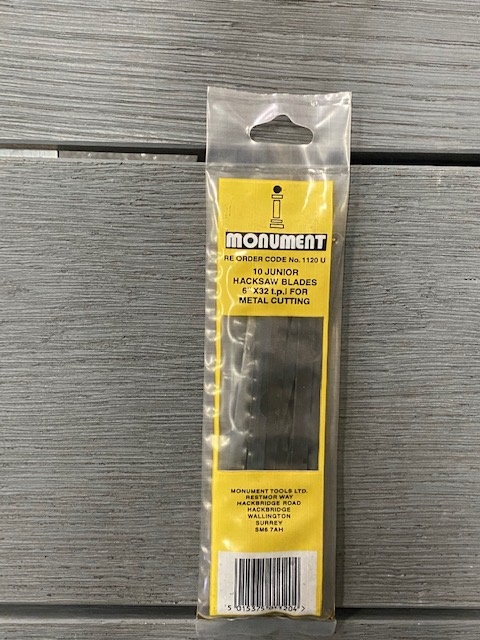 MONUMENT
RE ORDER CODE No. 1120 U
10 JUNIOR
HACKSAW BLADES
6" X32 t.p.i FOR
METAL CUTTING
MONUMENT TOOLS LTD.
RESTMOR WAY
HACKBRIDGE ROAD
HACKBRIDGE
WALLINGTON
SURREY
SM6 7AH